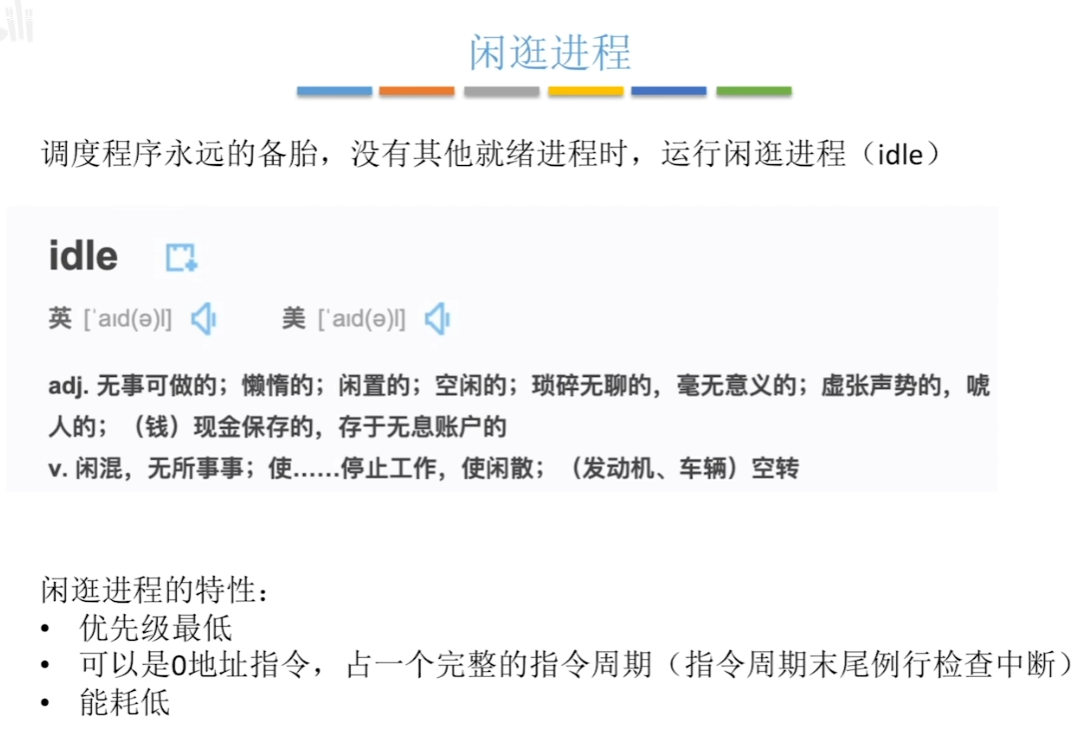 闲逛进程
调度程序永远的备胎，没有其他就绪进程时，运行闲逛进程（idle）
idle
英 [ˈaɪd(ə)l] 美 [ˈaɪd(ə)l]
adj. 无事可做的；懒惰的；闲置的；空闲的；琐碎无聊的，毫无意义的；虚张声势的，唬
人的；（钱）现金保存的，存于无息账户的
v. 闲混，无所事事；使……停止工作，使闲散；（发动机、车辆）空转
闲逛进程的特性：
• 优先级最低
• 可以是0地址指令，占一个完整的指令周期（指令周期末尾例行检查中断）
• 能耗低